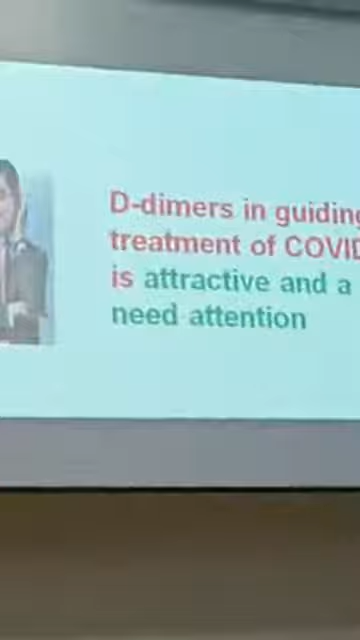 D-dimers in guiding
treatment of COVID
is attractive and a
need attention